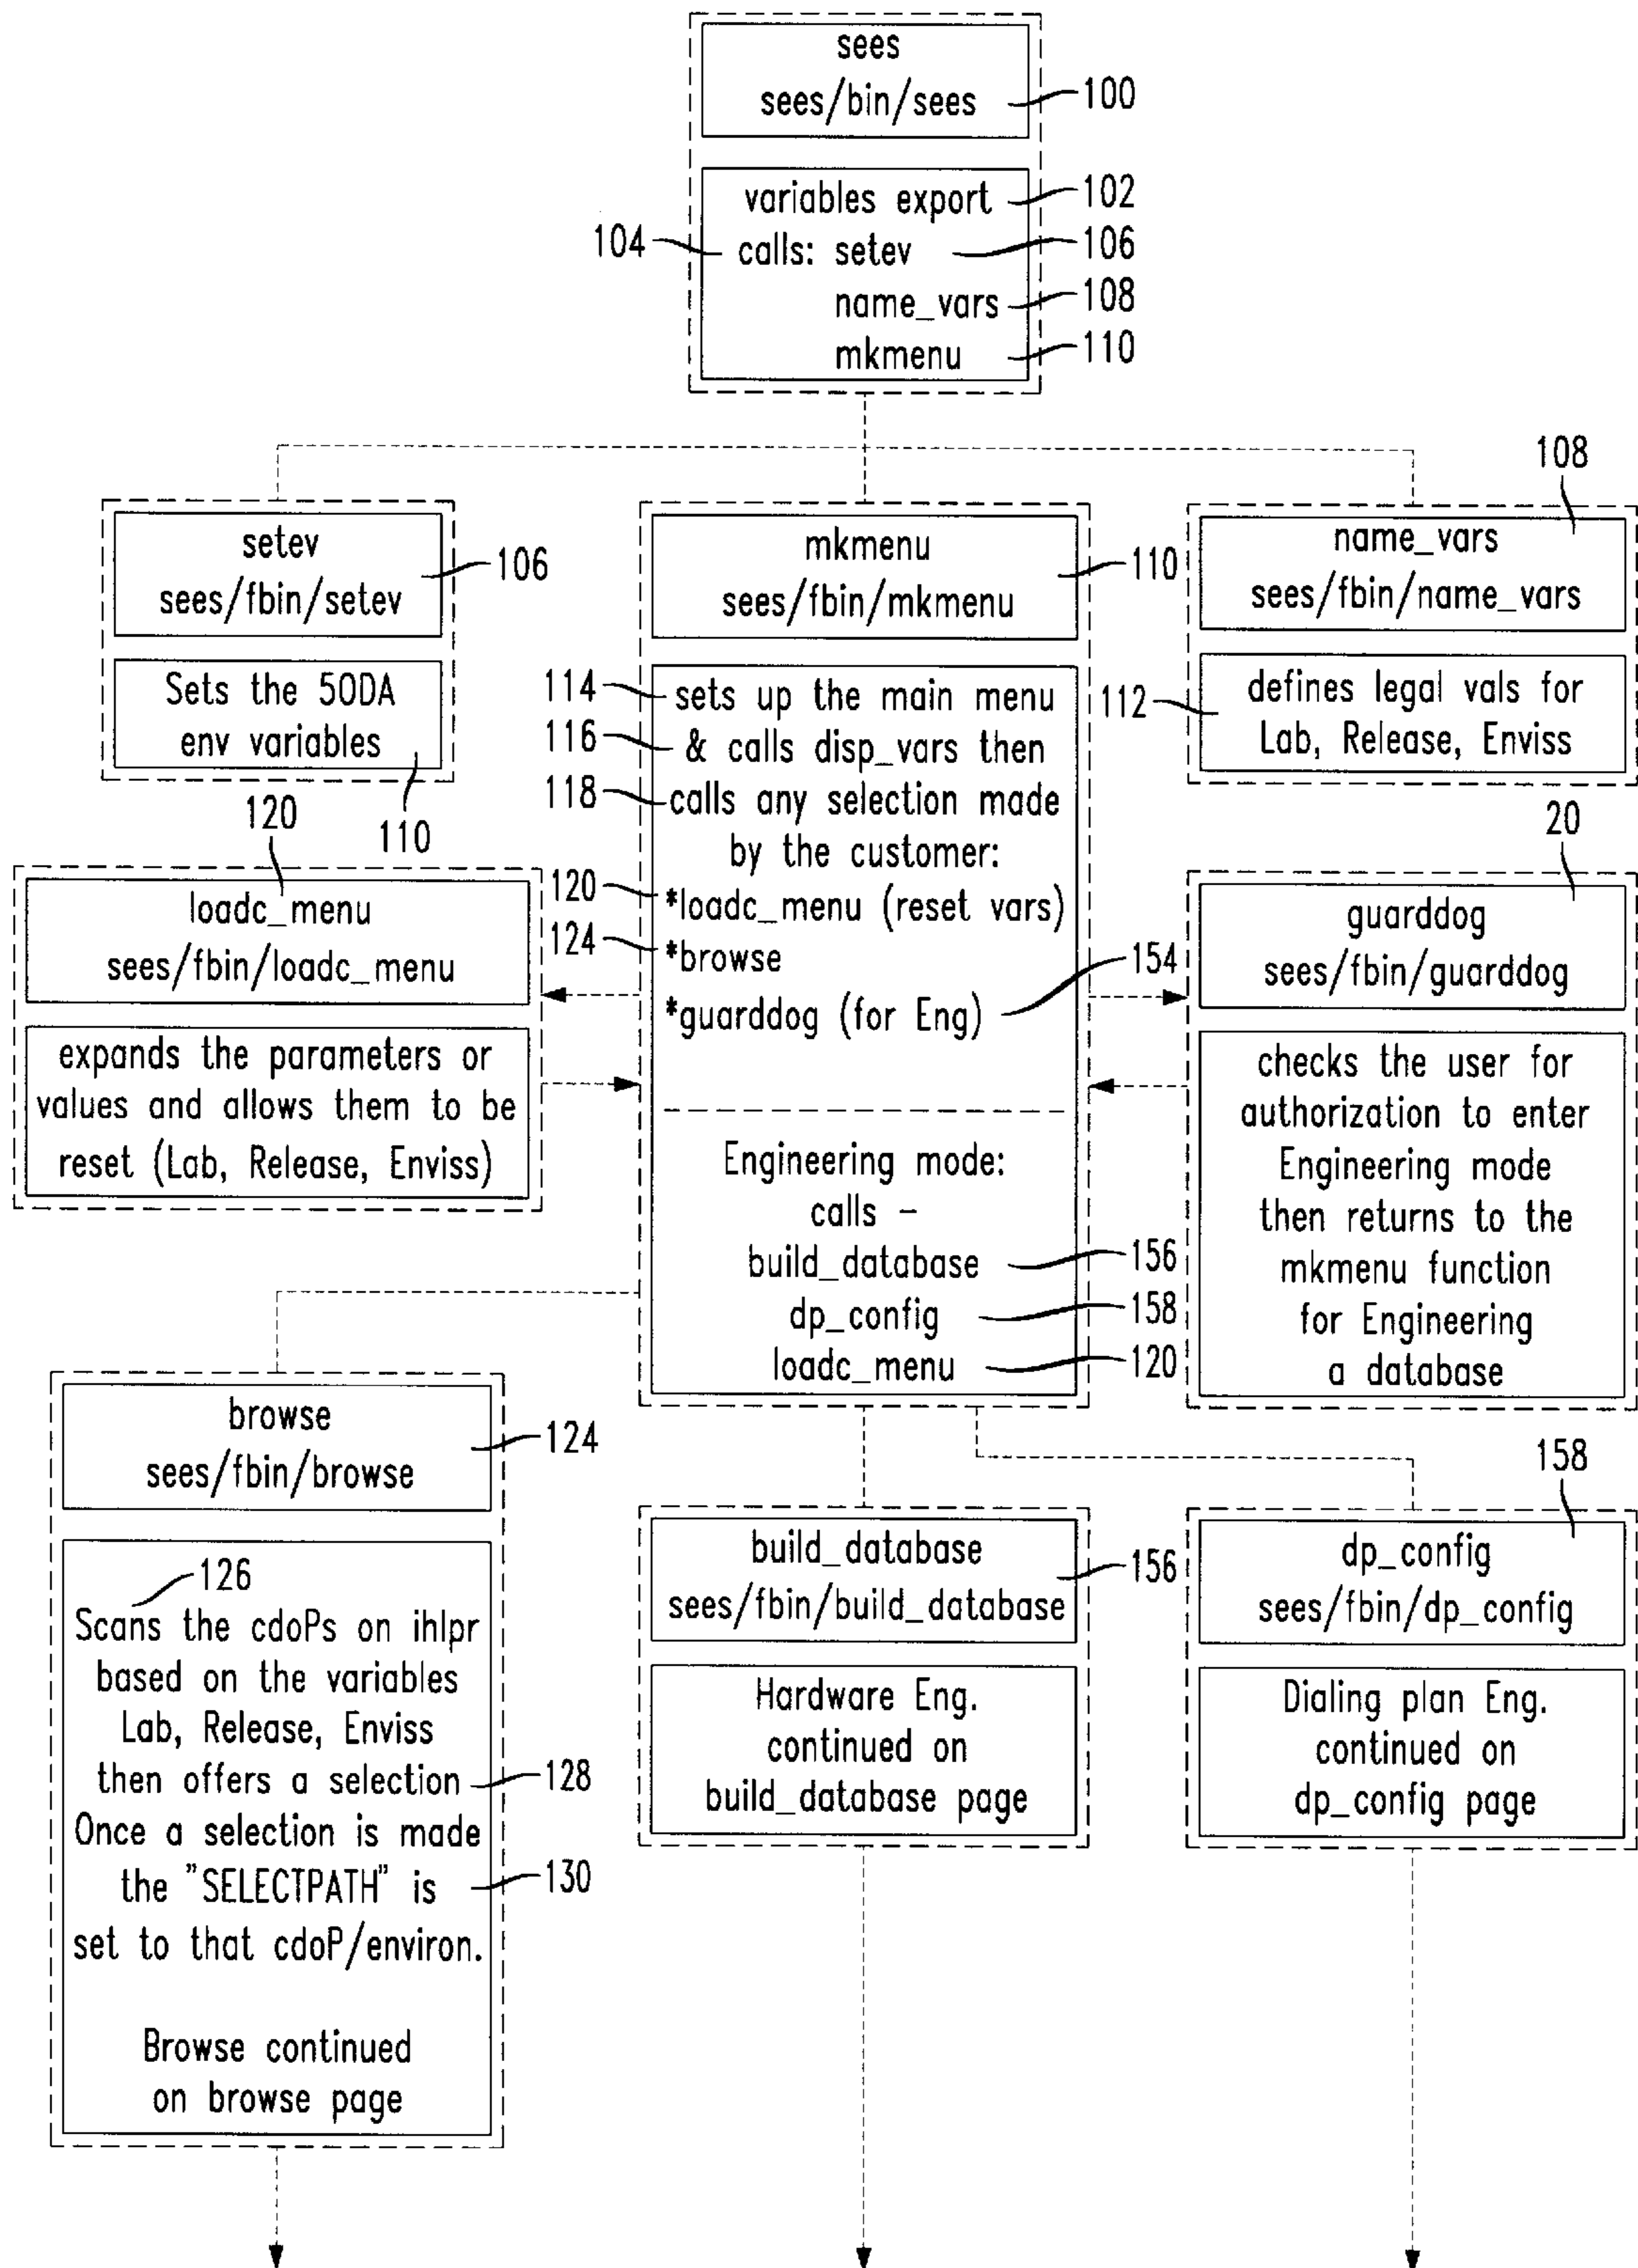 sees
sees/bin/sees
100
variables export
102
104
calls: setev
106
name_vars
108
mkmenu
110
setev
sees/fbin/setev
106
Sets the 5ODA
env variables
110
mkmenu
sees/fbin/mkmenu
110
108
name_vars
sees/fbin/name_vars
112
defines legal vals for
Lab, Release, Enviss
114
sets up the main menu
116
& calls disp_vars then
118
calls any selection made
by the customer:
120
*loadc_menu (reset vars)
124
*browse
154
*guarddog (for Eng)
Engineering mode:
calls –
build_database
156
dp_config
158
loadc_menu
120
120
loadc_menu
sees/fbin/loadc_menu
expands the parameters or
values and allows them to be
reset (Lab, Release, Enviss)
20
guarddog
sees/fbin/guarddog
checks the user for
authorization to enter
Engineering mode
then returns to the
mkmenu function
for Engineering
a database
browse
sees/fbin/browse
124
126
Scans the cdoPs on ihlpr
based on the variables
Lab, Release, Enviss
then offers a selection
128
Once a selection is made
the "SELECTPATH" is
130
set to that cdoP/environ.
Browse continued
on browse page
build_database
sees/fbin/build_database
156
Hardware Eng.
continued on
build_database page
158
dp_config
sees/fbin/dp_config
Dialing plan Eng.
continued on
dp_config page